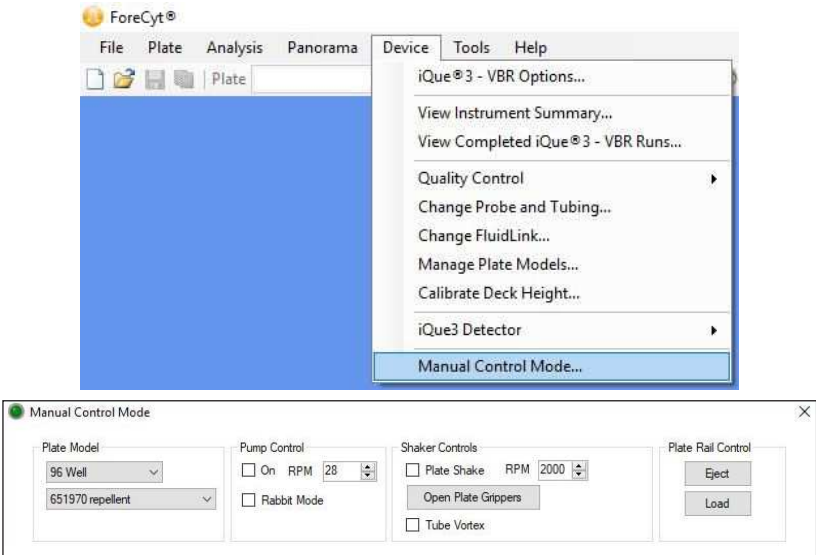 ForeCyt®
File Plate Analysis Panorama Device Tools Help
Plate
iQue®3 - VBR Options...
View Instrument Summary...
View Completed iQue®3 - VBR Runs...
Quality Control
Change Probe and Tubing...
Change FluidLink...
Manage Plate Models...
Calibrate Deck Height...
iQue3 Detector
Manual Control Mode...
Manual Control Mode
Plate Model Pump Control Shaker Controls Plate Rail Control
96 Well On RPM 28 Plate Shake RPM 2000 Eject
651970 repellent Rabbit Mode Open Plate Grippers Load
Tube Vortex